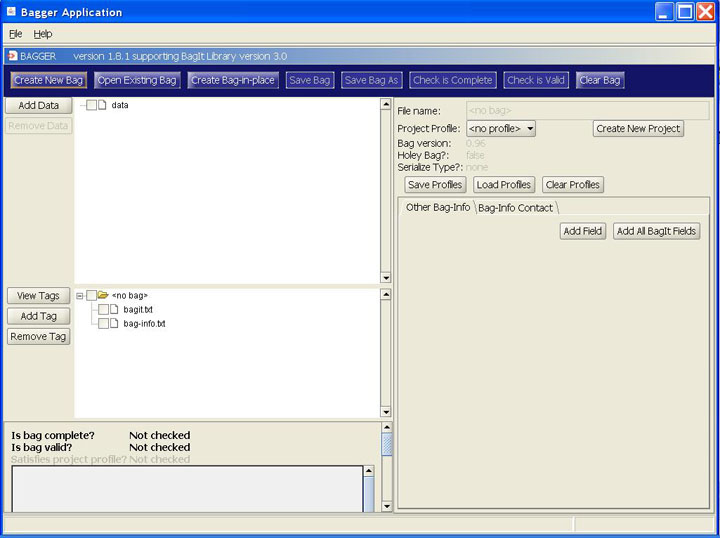 Bagger Application
File Help
BAGGER version 1.8.1 supporting BagIt Library version 3.0
Create New Bag Open Existing Bag Create Bag-in-place Save Bag Save Bag As Check is Complete Check is Valid Clear Bag
Add Data
Remove Data
data
View Tags
Add Tag
Remove Tag
<no bag>
bagit.txt
bag-info.txt
Is bag complete? Not checked
Is bag valid? Not checked
Satisfies project profile? Not checked
File name: <no bag>
Project Profile: <no profile> Create New Project
Bag version: 0.96
Holey Bag?: false
Serialize Type?: none
Save Profiles Load Profiles Clear Profiles
Other Bag-Info Bag-Info Contact
Add Field Add All BagIt Fields